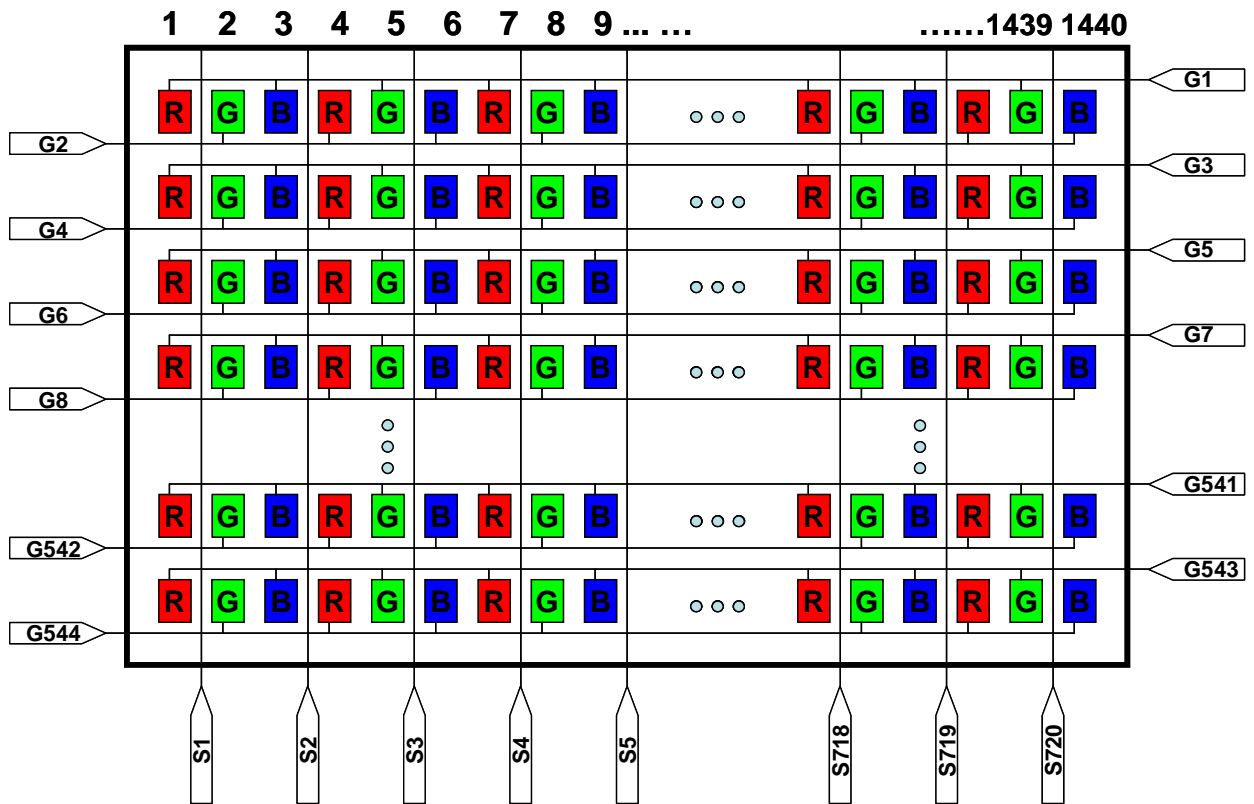 1 2 3 4 5 6 7 8 9 ... ... ......1439 1440
G1
R G B R G B R G B R G B R G B
G2
G3
R G B R G B R G B R G B R G B
G4
G5
R G B R G B R G B R G B R G B
G6
G7
R G B R G B R G B R G B R G B
G8
G541
R G B R G B R G B R G B R G B
G542
G543
R G B R G B R G B R G B R G B
G544
S1 S2 S3 S4 S5 S718 S719 S720